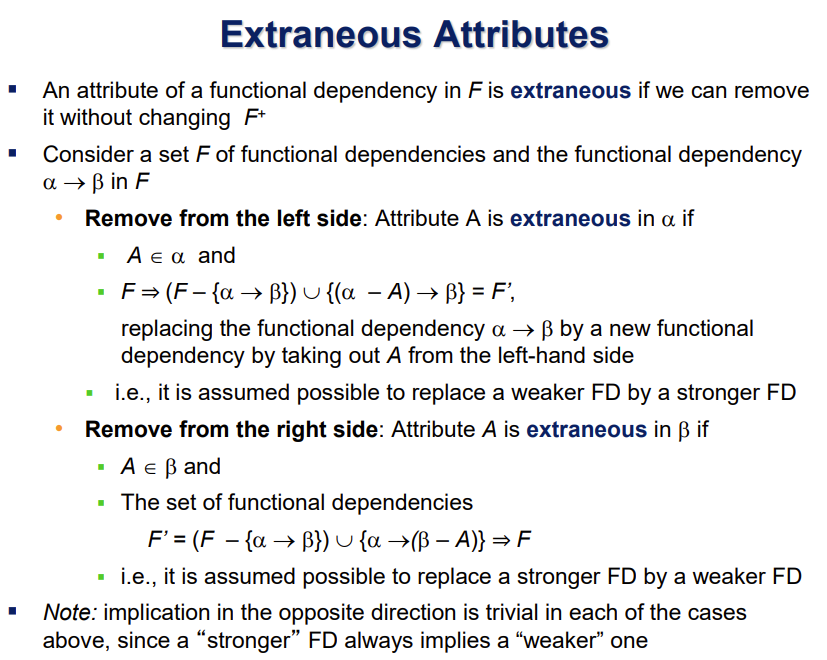 Extraneous Attributes
▪ An attribute of a functional dependency in F is extraneous if we can remove
it without changing F⁺
▪ Consider a set F of functional dependencies and the functional dependency
α → β in F
• Remove from the left side: Attribute A is extraneous in α if
▪ A ∈ α and
▪ F ⇒ (F – {α → β}) ∪ {(α – A) → β} = F’,
replacing the functional dependency α → β by a new functional
dependency by taking out A from the left-hand side
▪ i.e., it is assumed possible to replace a weaker FD by a stronger FD
• Remove from the right side: Attribute A is extraneous in β if
▪ A ∈ β and
▪ The set of functional dependencies
F’ = (F – {α → β}) ∪ {α →(β – A)} ⇒ F
▪ i.e., it is assumed possible to replace a stronger FD by a weaker FD
▪ Note: implication in the opposite direction is trivial in each of the cases
above, since a “stronger” FD always implies a “weaker” one